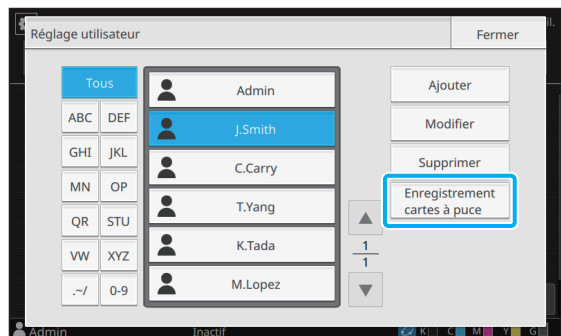 Réglage utilisateur
Fermer
il.
Tous
ABC DEF
GHI JKL
MN OP
QR STU
VW XYZ
.~/ 0-9
Admin
J.Smith
C.Carry
T.Yang
K.Tada
M.Lopez
1
1
Ajouter
Modifier
Supprimer
Enregistrement
cartes à puce
Admin Inactif K C M Y G